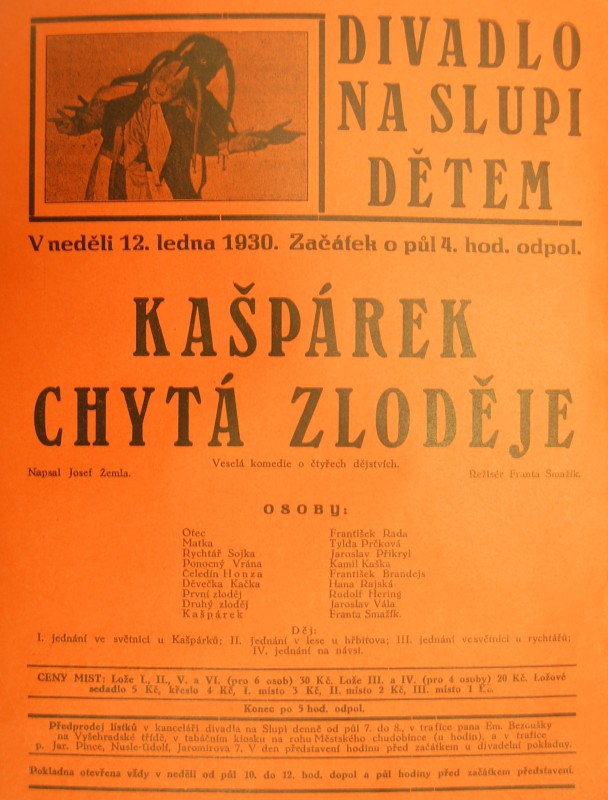 DIVADLO
NA SLUPI
DĚTEM
V neděli 12. ledna 1930. Začátek o půl 4. hod. odpol.
KAŠPÁREK
CHYTÁ ZLODĚJE
Veselá komedie o čtyřech dějstvích.
Napsal Josef Žemla. Režisér Franta Smažík.
OSOBY:
Otec František Rada
Matka Tylda Prčková
Rychtář Sojka Jaroslav Přikryl
Ponocný Vrána Kamil Kaška
Čeledín Honza František Brandejs
Děvečka Kačka Hana Rajská
První zloděj Rudolf Hering
Druhý zloděj Jaroslav Vála
Kašpárek Franta Smažík.
Děj:
I. jednání ve světnici u Kašpárků; II. jednání v lese u hřbitova; III. jednání ve světnici u rychtářů;
IV. jednání na návsi.
CENY MÍST: Lože I., II., V. a VI. (pro 6 osob) 30 Kč. Lože III. a IV. (pro 4 osoby) 20 Kč. Ložové
sedadlo 5 Kč, křeslo 4 Kč, I. místo 3 Kč, II. místo 2 Kč, III. místo 1 Kč.
Konec po 5 hod. odpol.
Předprodej lístků v kanceláři divadla na Slupi denně od půl 7. do 8., v trafice pana Em. Bezoušky
na Vyšehradské třídě, v tabáčním kiosku na rohu Městského chudobince (u hodin), a v trafice
p. Jar. Pince, Nusle-Údolí, Jaromírova 7. V den představení hodinu před začátkem u divadelní pokladny.
Pokladna otevřena vždy v neděli od půl 10. do 12. hod. dopol a půl hodiny před začátkem představení.